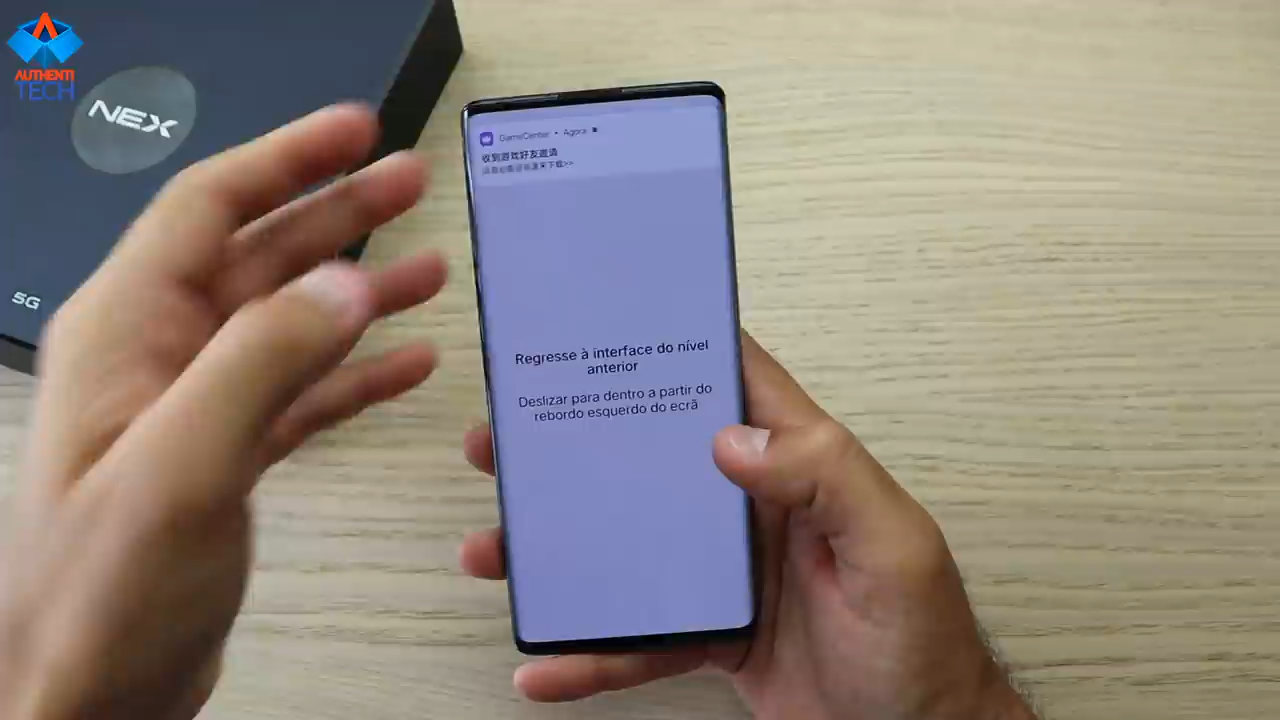 AUTHENTI
TECH
NEX
5G
GameCenter • Agora
收到游戏好友邀请
Regresse à interface do nível
anterior
Deslizar para dentro a partir do
rebordo esquerdo do ecrã